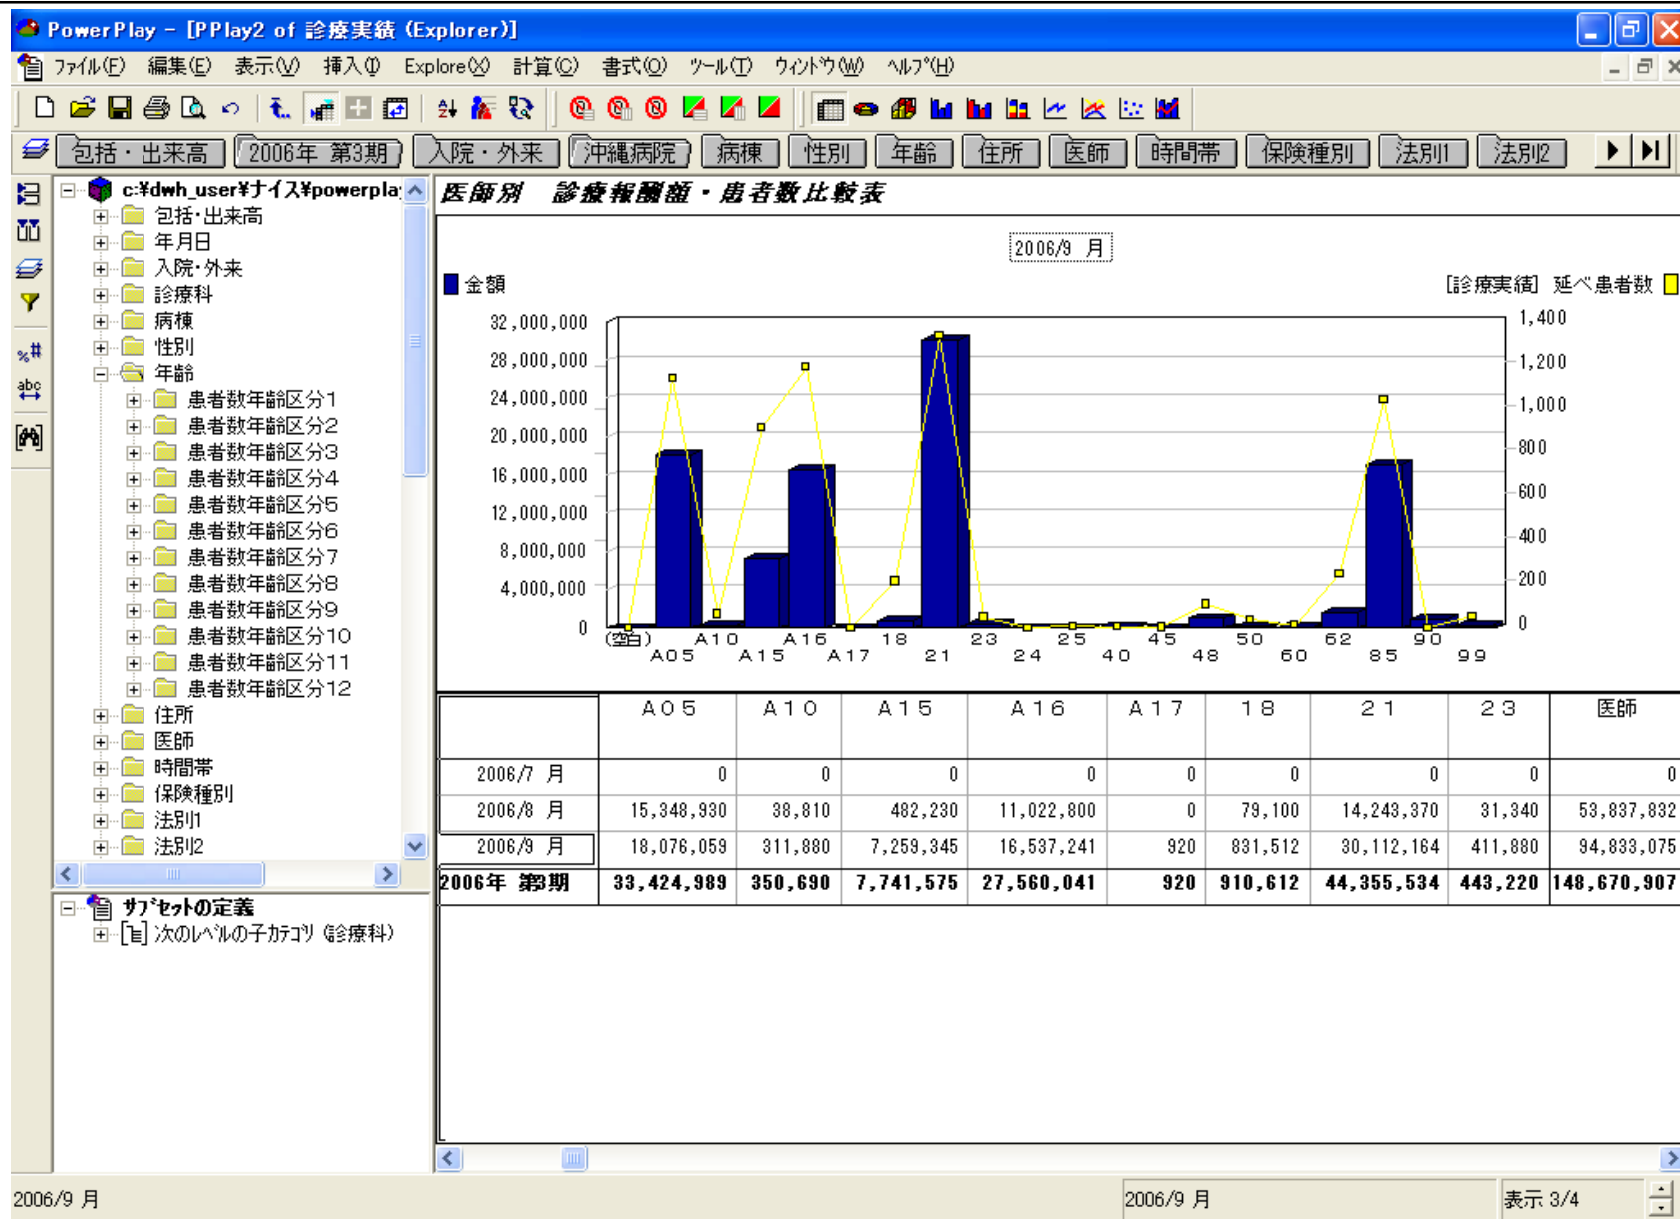 PowerPlay - [PPlay2 of 診療実績 (Explorer)]
ファイル(F) 編集(E) 表示(V) 挿入(I) Explore(X) 計算(C) 書式(O) ツール(T) ウィンドウ(W) ヘルプ(H)
包括・出来高 2006年 第3期 入院・外来 沖縄病院 病棟 性別 年齢 住所 医師 時間帯 保険種別 法別1 法別2
c:¥dwh_user¥ナイス¥powerpla
包括・出来高
年月日
入院・外来
診療科
病棟
性別
年齢
患者数年齢区分1
患者数年齢区分2
患者数年齢区分3
患者数年齢区分4
患者数年齢区分5
患者数年齢区分6
患者数年齢区分7
患者数年齢区分8
患者数年齢区分9
患者数年齢区分10
患者数年齢区分11
患者数年齢区分12
住所
医師
時間帯
保険種別
法別1
法別2
サブセットの定義
次のレベルの子カテゴリ (診療科)
医師別 診療報酬額・患者数比較表
2006/9 月
金額
[診療実績] 延べ患者数
32,000,000
28,000,000
24,000,000
20,000,000
16,000,000
12,000,000
8,000,000
4,000,000
0
1,400
1,200
1,000
800
600
400
200
0
(空白) A10 A16 18 23 25 45 50 62 90
A05 A15 A17 21 24 40 48 60 85 99
A05 A10 A15 A16 A17 18 21 23 医師
2006/7 月 0 0 0 0 0 0 0 0 0
2006/8 月 15,348,930 38,810 482,230 11,022,800 0 79,100 14,243,370 31,340 53,837,832
2006/9 月 18,076,059 311,880 7,259,345 16,537,241 920 831,512 30,112,164 411,880 94,833,075
2006年 第3期 33,424,989 350,690 7,741,575 27,560,041 920 910,612 44,355,534 443,220 148,670,907
2006/9 月 2006/9 月 表示 3/4